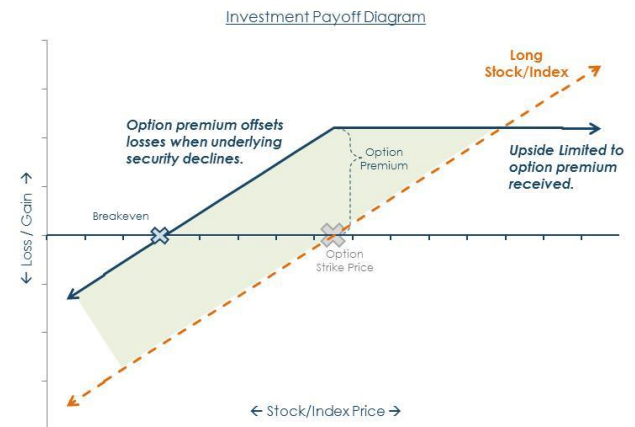 Investment Payoff Diagram
Long
Stock/Index
Option premium offsets
losses when underlying
security declines.
Option
Premium
Upside Limited to
option premium
received.
Breakeven
← Loss / Gain →
Option
Strike Price
← Stock/Index Price →